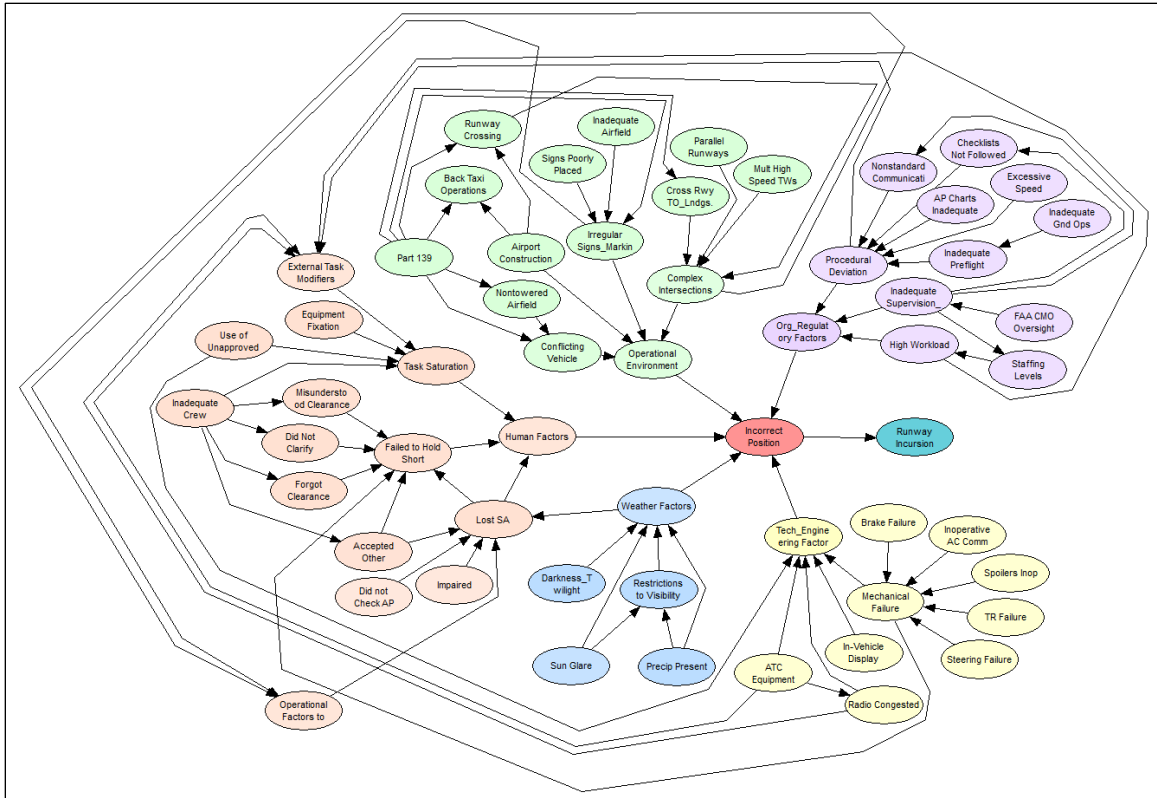 Runway
Crossing
Inadequate
Airfield
Parallel
Runways
Signs Poorly
Placed
Back Taxi
Operations
Cross Rwy
TO_Lndgs.
Mult High
Speed TWs
Part 139
Airport
Construction
Irregular
Signs_Markin
Complex
Intersections
Nontowered
Airfield
Conflicting
Vehicle
Operational
Environment
Checklists
Not Followed
Nonstandard
Communicati
Excessive
Speed
AP Charts
Inadequate
Inadequate
Gnd Ops
Procedural
Deviation
Inadequate
Preflight
Inadequate
Supervision_
FAA CMO
Oversight
Org_Regulat
ory Factors
High Workload
Staffing
Levels
External Task
Modifiers
Equipment
Fixation
Use of
Unapproved
Task Saturation
Inadequate
Crew
Misundersto
od Clearance
Did Not
Clarify
Failed to Hold
Short
Human Factors
Forgot
Clearance
Lost SA
Accepted
Other
Did not
Check AP
Impaired
Operational
Factors to
Incorrect
Position
Runway
Incursion
Weather Factors
Darkness_T
wilight
Restrictions
to Visibility
Sun Glare
Precip Present
Tech_Engine
ering Factor
Brake Failure
Inoperative
AC Comm
Spoilers Inop
Mechanical
Failure
TR Failure
Steering Failure
In-Vehicle
Display
ATC
Equipment
Radio Congested